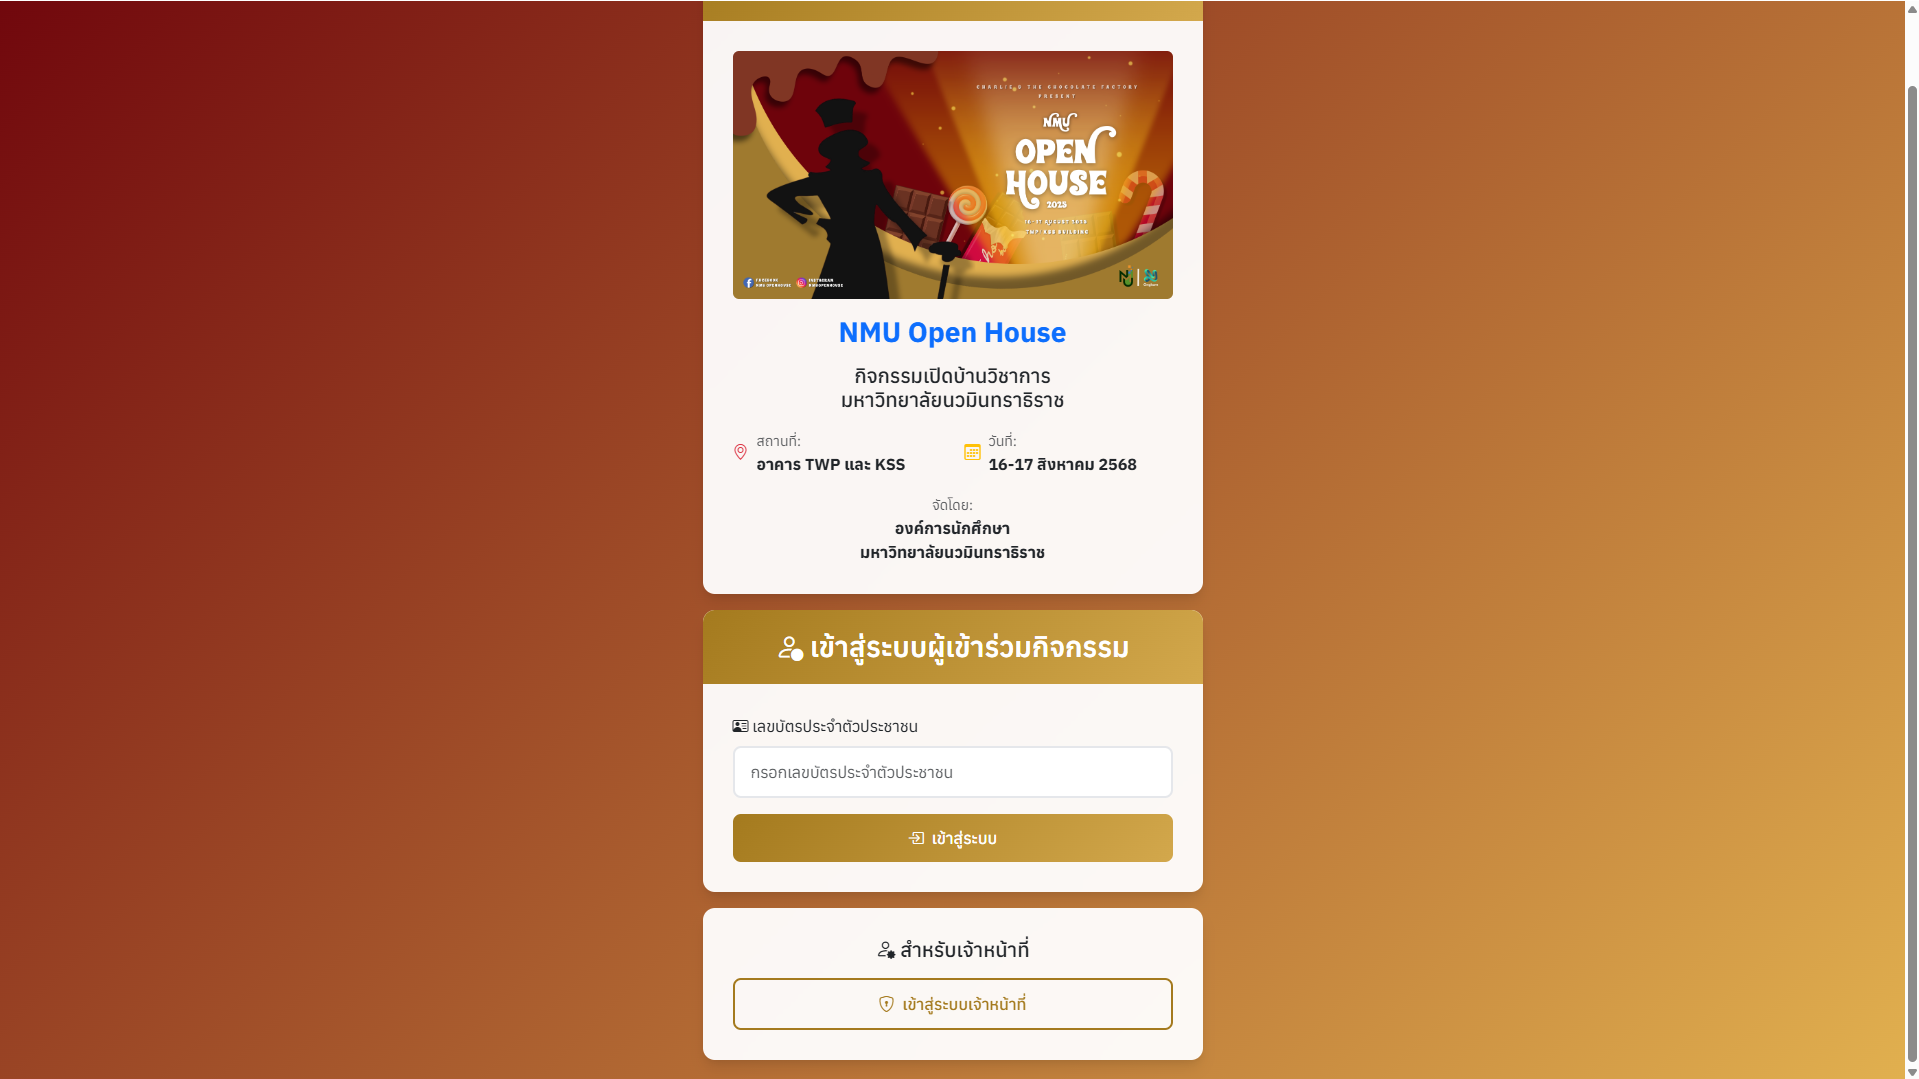 CHARLIE & THE CHOCOLATE FACTORY
PRESENT
NMU
OPEN
HOUSE
2025
16-17 AUGUST 2025
TWP/ KSS BUILDING
FACEBOOK
NMU OPENHOUSE
INSTAGRAM
NMUOPENHOUSE
NMU Open House
กิจกรรมเปิดบ้านวิชาการ
มหาวิทยาลัยนวมินทราธิราช
สถานที่:
อาคาร TWP และ KSS
วันที่:
16-17 สิงหาคม 2568
จัดโดย:
องค์การนักศึกษา
มหาวิทยาลัยนวมินทราธิราช
เข้าสู่ระบบผู้เข้าร่วมกิจกรรม
เลขบัตรประจำตัวประชาชน
กรอกเลขบัตรประจำตัวประชาชน
เข้าสู่ระบบ
สำหรับเจ้าหน้าที่
เข้าสู่ระบบเจ้าหน้าที่